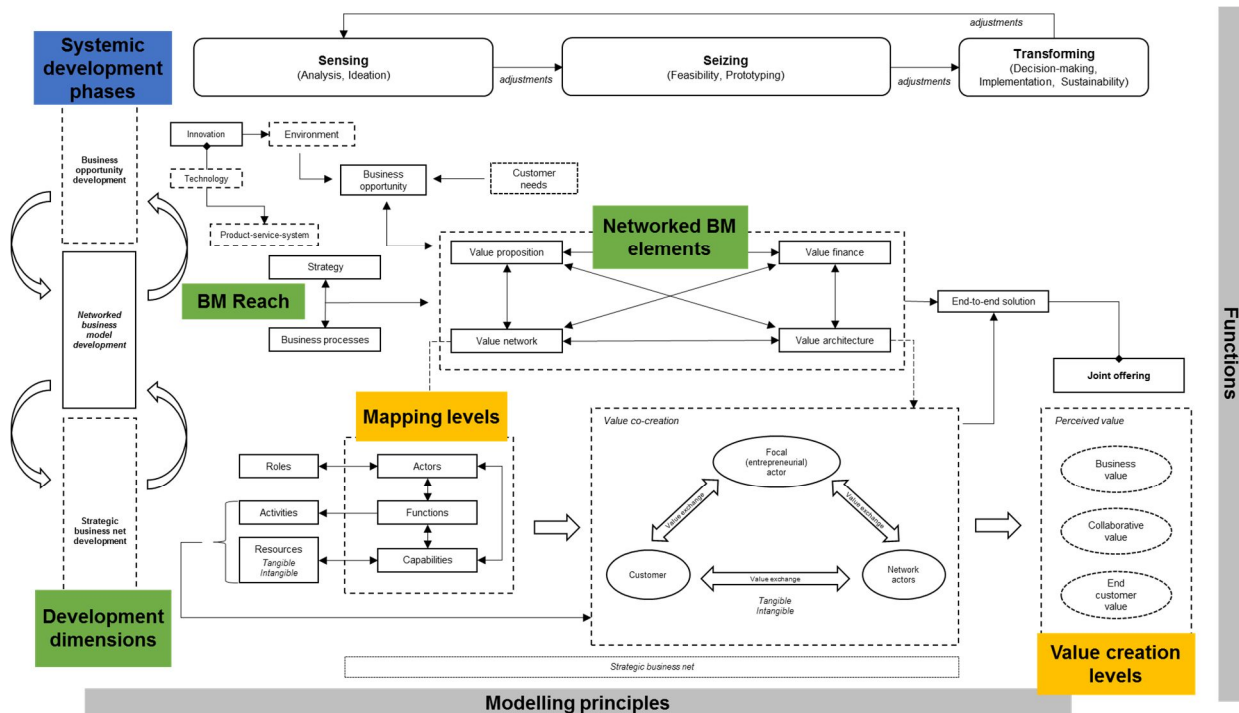 Systemic
development
phases
Sensing
(Analysis, Ideation)
adjustments
Seizing
(Feasibility, Prototyping)
adjustments
adjustments
Transforming
(Decision-making,
Implementation, Sustainability)
Business
opportunity
development
Innovation
Environment
Technology
Product-service-system
Business
opportunity
Customer
needs
Networked BM
elements
Value proposition
Value finance
Value network
Value architecture
BM Reach
Strategy
Business processes
Networked
business
model
development
End-to-end solution
Joint offering
Functions
Mapping levels
Roles
Actors
Activities
Functions
Resources
Tangible
Intangible
Capabilities
Strategic
business net
development
Development
dimensions
Value co-creation
Focal
(entrepreneurial)
actor
Value exchange
Value exchange
Customer
Value exchange
Network
actors
Tangible
Intangible
Perceived value
Business
value
Collaborative
value
End
customer
value
Value creation
levels
Strategic business net
Modelling principles